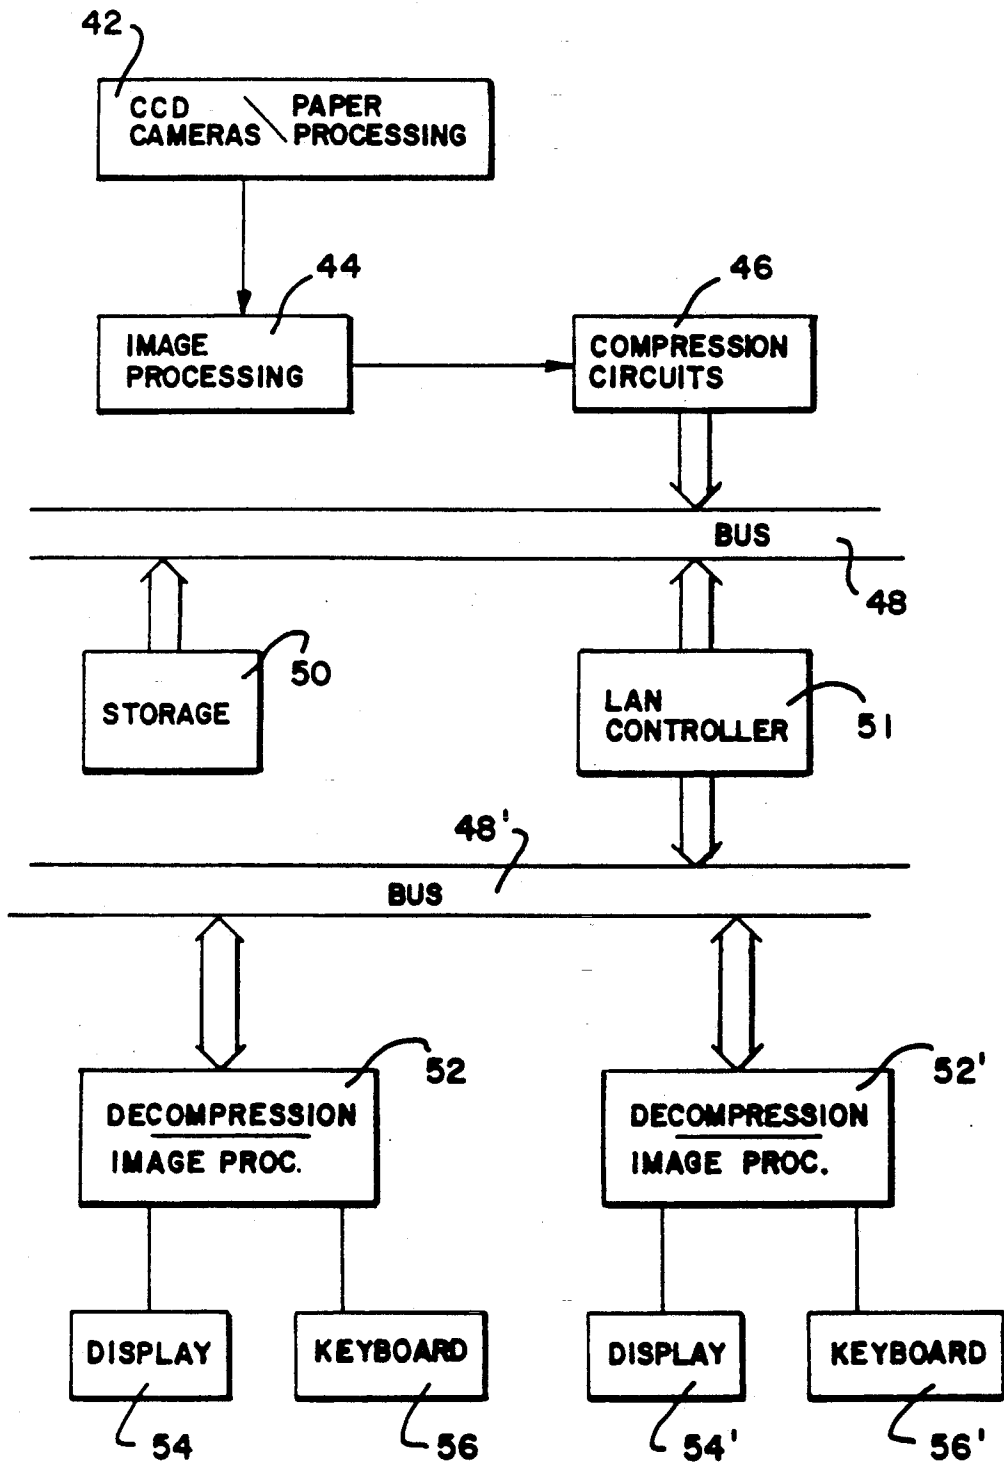 42
CCD \ PAPER
CAMERAS \ PROCESSING
44
46
IMAGE
PROCESSING
COMPRESSION
CIRCUITS
BUS
48
50
STORAGE
LAN
CONTROLLER
51
48'
BUS
52
52'
DECOMPRESSION
IMAGE PROC.
DECOMPRESSION
IMAGE PROC.
DISPLAY
KEYBOARD
DISPLAY
KEYBOARD
54
56
54'
56'